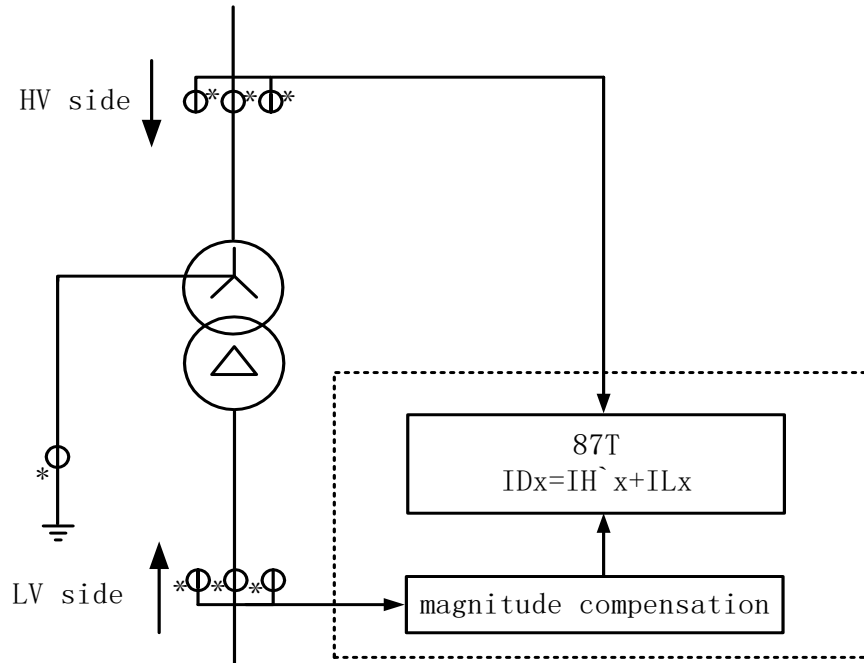 HV side
***
87T
IDx=IH`x+ILx
*
LV side
***
magnitude compensation